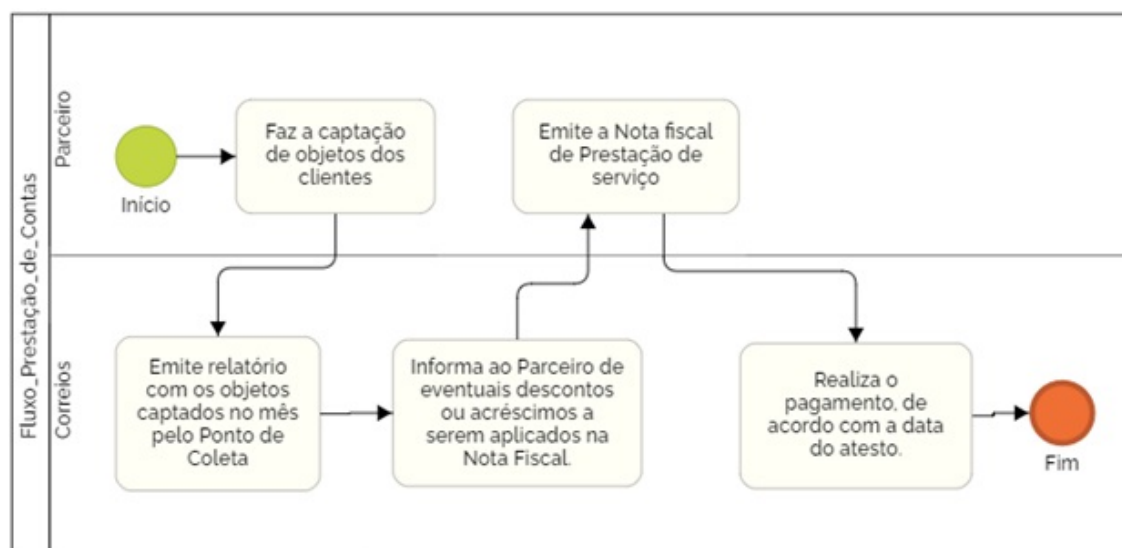 Fluxo_Prestação_de_Contas
Parceiro
Início
Faz a captação
de objetos dos
clientes
Emite a Nota fiscal
de Prestação de
serviço
Correios
Emite relatório
com os objetos
captados no mês
pelo Ponto de
Coleta
Informa ao Parceiro de
eventuais descontos
ou acréscimos a
serem aplicados na
Nota Fiscal.
Realiza o
pagamento, de
acordo com a data
do atesto.
Fim